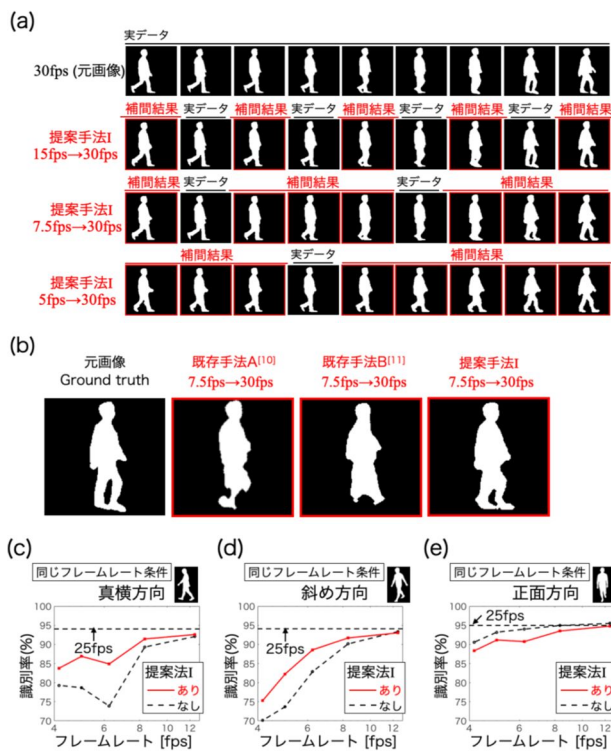 (a)
実データ
30fps (元画像)
補間結果 実データ 補間結果 実データ 補間結果 実データ 補間結果 実データ 補間結果
提案手法I
15fps→30fps
補間結果 実データ 補間結果 実データ 補間結果
提案手法I
7.5fps→30fps
補間結果 実データ 補間結果
提案手法I
5fps→30fps
(b)
元画像
Ground truth
既存手法A[10]
7.5fps→30fps
既存手法B[11]
7.5fps→30fps
提案手法I
7.5fps→30fps
(c)
同じフレームレート条件
真横方向
識別率(%)
100
95
90
85
80
75
70
25fps
提案法I
あり
なし
4 6 8 10 12
フレームレート [fps]
(d)
同じフレームレート条件
斜め方向
識別率(%)
100
95
90
85
80
75
70
25fps
提案法I
あり
なし
4 6 8 10 12
フレームレート [fps]
(e)
同じフレームレート条件
正面方向
識別率(%)
100
95
90
85
80
75
70
25fps
提案法I
あり
なし
4 6 8 10 12
フレームレート [fps]